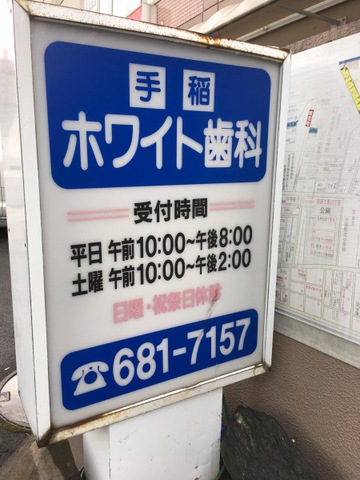 手稲
ホワイト歯科
受付時間
平日 午前10:00~午後8:00
土曜 午前10:00~午後2:00
日曜・祝祭日休診
☎681-7157
公園